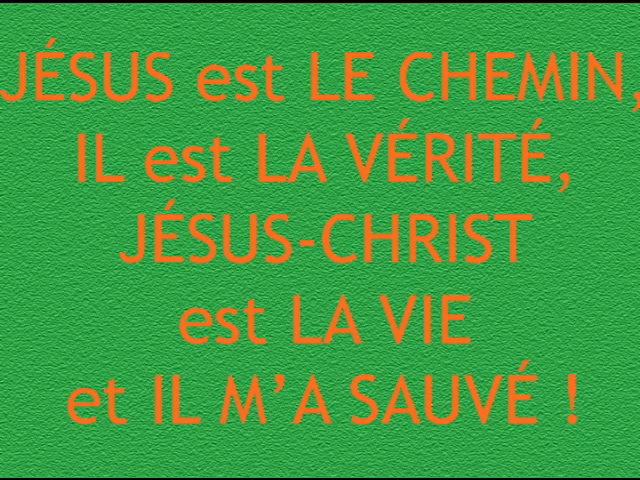 JÉSUS est LE CHEMIN,
IL est LA VÉRITÉ,
JÉSUS-CHRIST
est LA VIE
et IL M’A SAUVÉ !